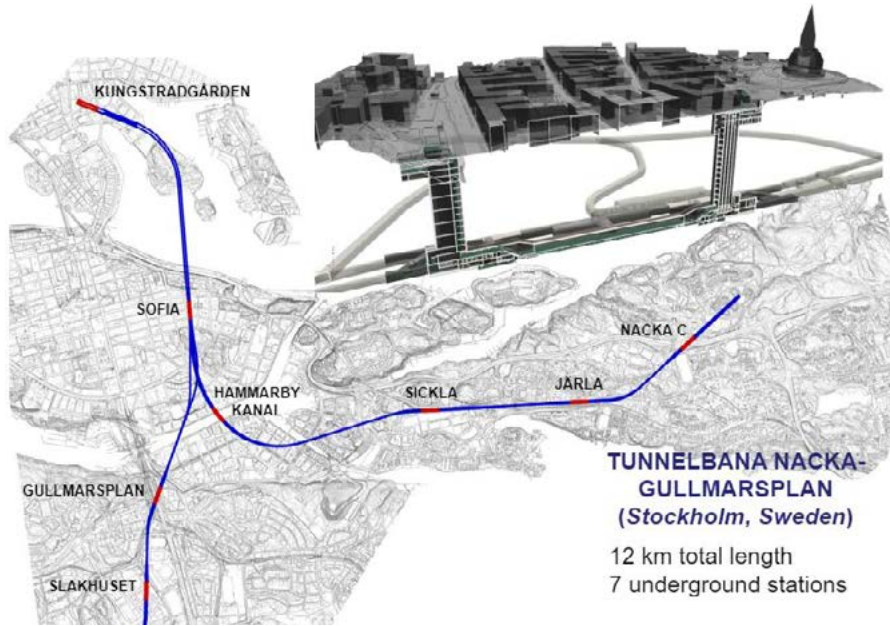 KUNGSTRADGÅRDEN
SOFIA
HAMMARBY
KANAL
SICKLA
JÄRLA
NACKA C
GULLMARSPLAN
SLAKHUSET
TUNNELBANA NACKA-
GULLMARSPLAN
(Stockholm, Sweden)
12 km total length
7 underground stations